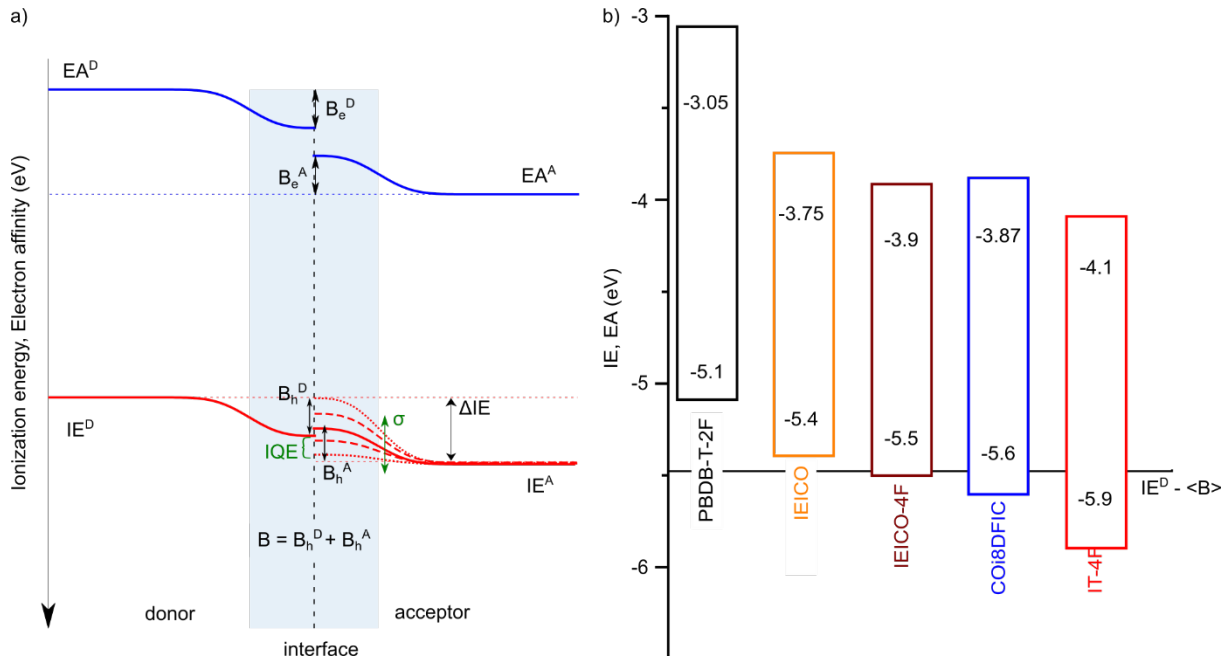 a)
Ionization energy, Electron affinity (eV)
EA^D
B_e^D
B_e^A
EA^A
B_h^D
ΔIE
σ
IE^D
IQE
B_h^A
IE^A
B = B_h^D + B_h^A
donor
acceptor
interface
b)
IE, EA (eV)
-3
-4
-5
-6
-3.05
-5.1
PBDB-T-2F
-3.75
-5.4
IEICO
-3.9
-5.5
IEICO-4F
-3.87
-5.6
COi8DFIC
-4.1
-5.9
IT-4F
IE^D - <B>